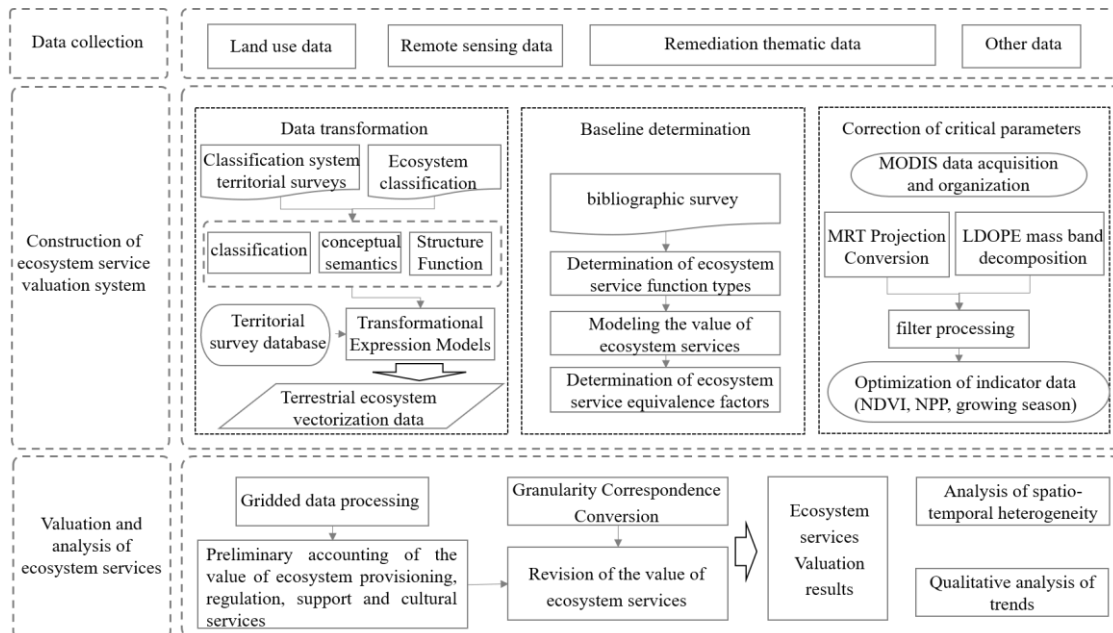 Data collection
Land use data
Remote sensing data
Remediation thematic data
Other data
Construction of
ecosystem service
valuation system
Data transformation
Classification system
territorial surveys
Ecosystem
classification
classification
conceptual
semantics
Structure
Function
Territorial
survey database
Transformational
Expression Models
Terrestrial ecosystem
vectorization data
Baseline determination
bibliographic survey
Determination of ecosystem
service function types
Modeling the value of
ecosystem services
Determination of ecosystem
service equivalence factors
Correction of critical parameters
MODIS data acquisition
and organization
MRT Projection
Conversion
LDOPE mass band
decomposition
filter processing
Optimization of indicator data
(NDVI, NPP, growing season)
Valuation and
analysis of
ecosystem services
Gridded data processing
Preliminary accounting of the
value of ecosystem provisioning,
regulation, support and cultural
services
Granularity Correspondence
Conversion
Revision of the value of
ecosystem services
Ecosystem
services
Valuation
results
Analysis of spatio-
temporal heterogeneity
Qualitative analysis of
trends